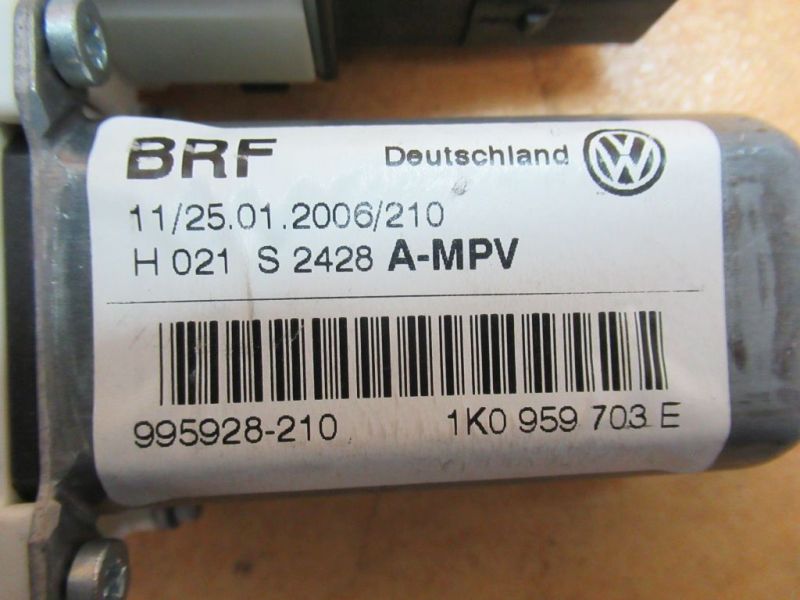 BRF Deutschland VW
11/25.01.2006/210
H 021 S 2428 A-MPV
995928-210 1K0 959 703 E